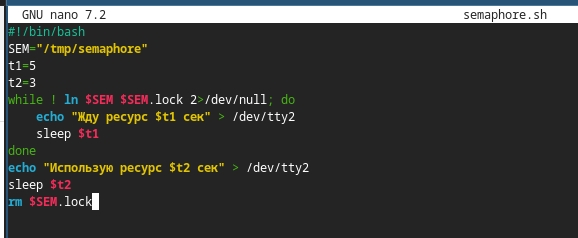 GNU nano 7.2 semaphore.sh
#!/bin/bash
SEM="/tmp/semaphore"
t1=5
t2=3
while ! ln $SEM $SEM.lock 2>/dev/null; do
    echo "Жду ресурс $t1 сек" > /dev/tty2
    sleep $t1
done
echo "Использую ресурс $t2 сек" > /dev/tty2
sleep $t2
rm $SEM.lock